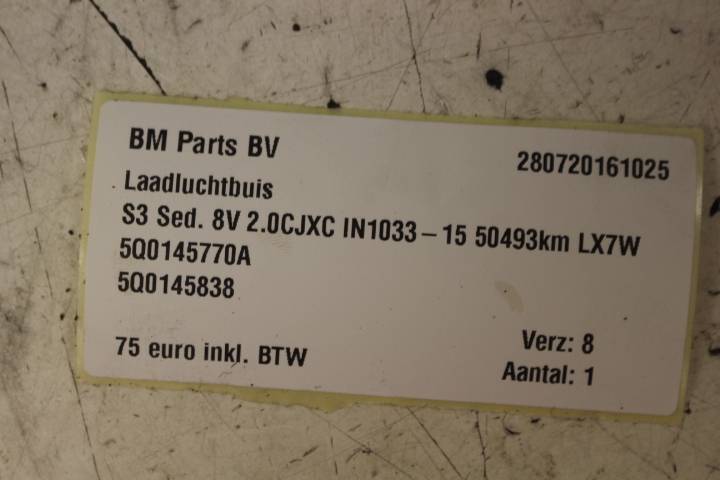 BM Parts BV
280720161025
Laadluchtbuis
S3 Sed. 8V 2.0CJXC IN1033-15 50493km LX7W
5Q0145770A
5Q0145838
75 euro inkl. BTW
Verz: 8
Aantal: 1